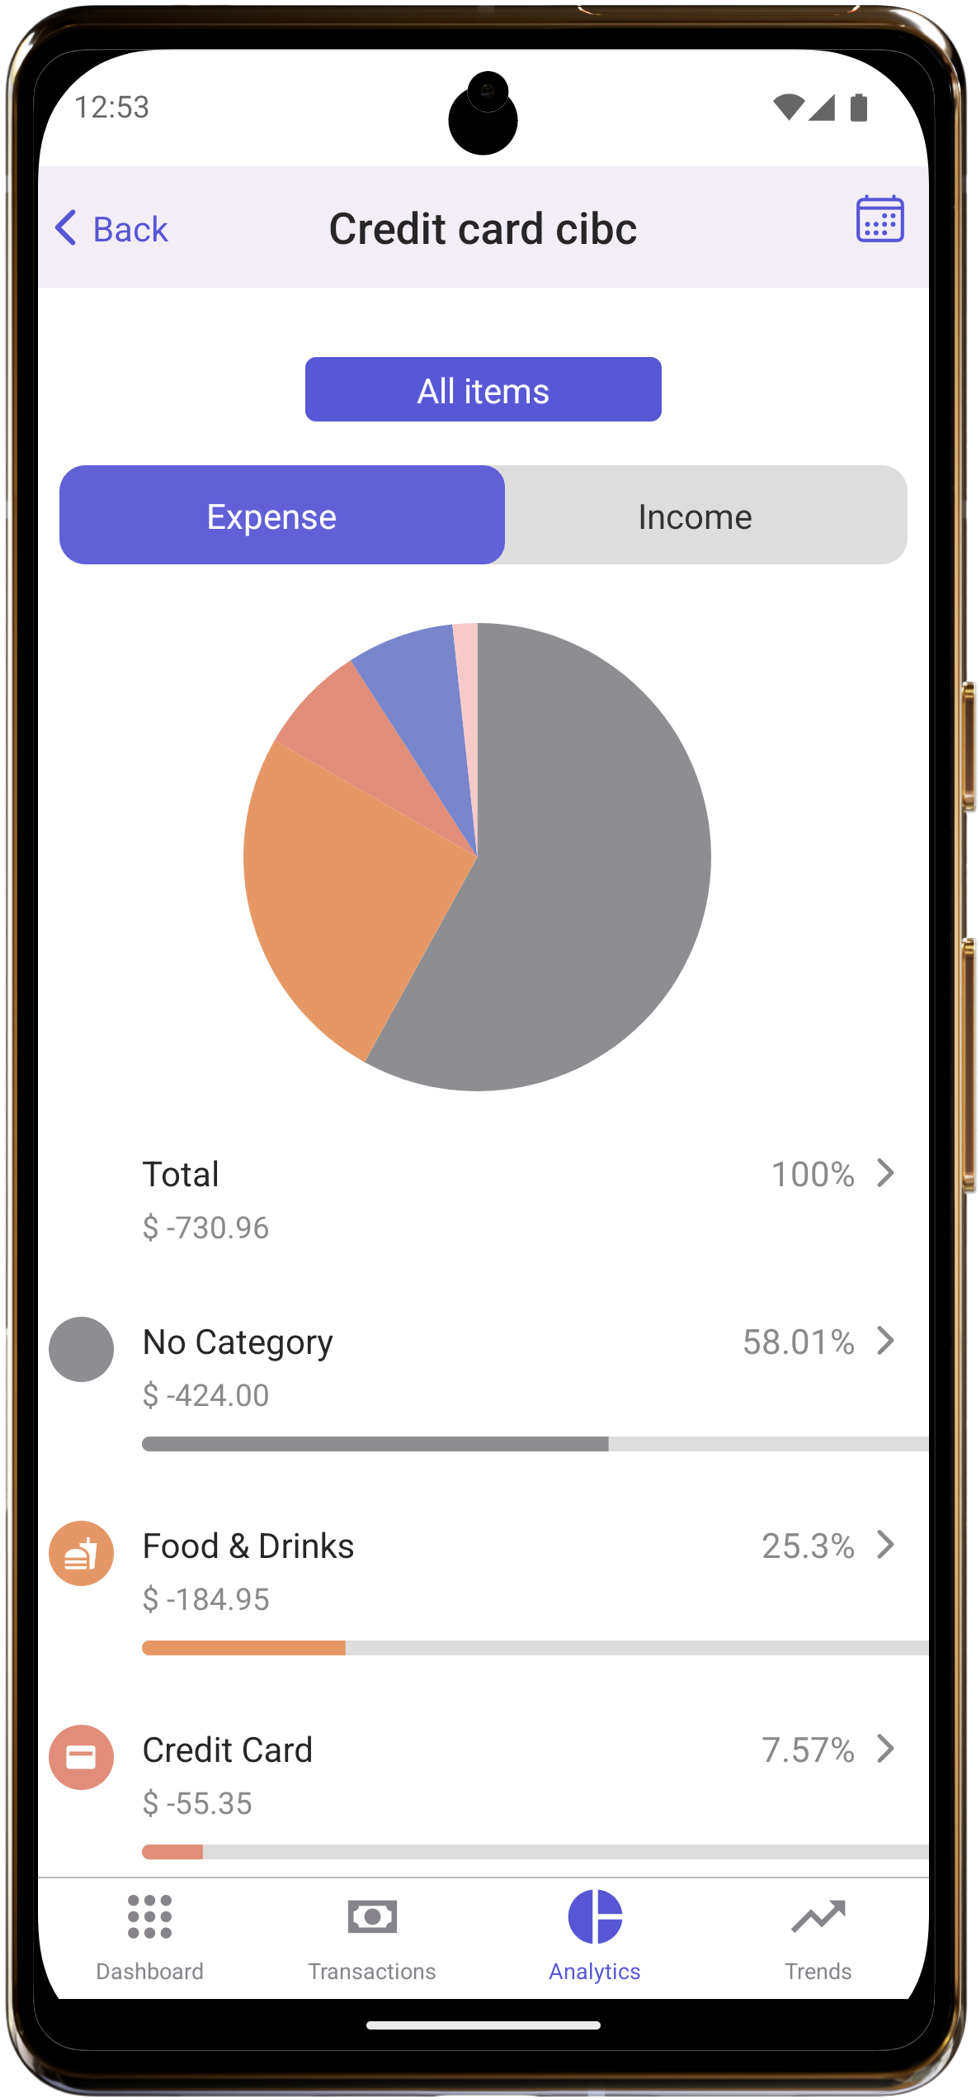 12:53
Back
Credit card cibc
All items
Expense
Income
Total
100%
$ -730.96
No Category
58.01%
$ -424.00
Food & Drinks
25.3%
$ -184.95
Credit Card
7.57%
$ -55.35
Dashboard
Transactions
Analytics
Trends